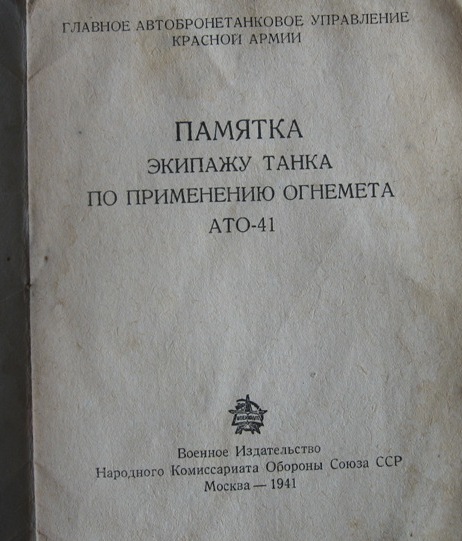 ГЛАВНОЕ АВТОБРОНЕТАНКОВОЕ УПРАВЛЕНИЕ
КРАСНОЙ АРМИИ
ПАМЯТКА
ЭКИПАЖУ ТАНКА
ПО ПРИМЕНЕНИЮ ОГНЕМЕТА
АТО-41
Военное Издательство
Народного Комиссариата Обороны Союза ССР
Москва — 1941